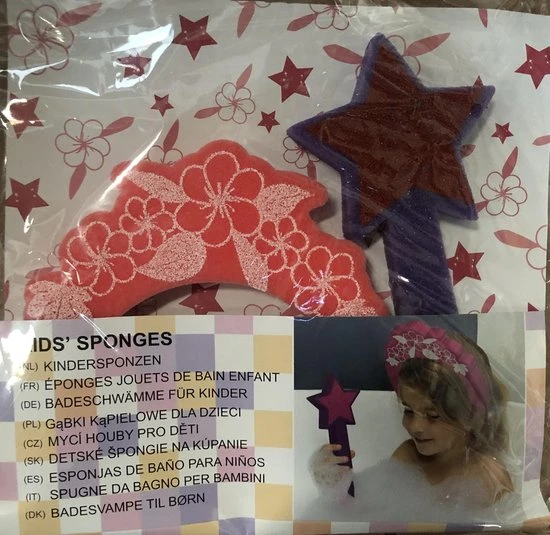 KIDS' SPONGES
(NL) KINDERSPONZEN
(FR) ÉPONGES JOUETS DE BAIN ENFANT
(DE) BADESCHWÄMME FÜR KINDER
(PL) GąBKI KąPIELOWE DLA DZIECI
(CZ) MYCÍ HOUBY PRO DĚTI
(SK) DETSKÉ ŠPONGIE NA KÚPANIE
(ES) ESPONJAS DE BAÑO PARA NIÑOS
(IT) SPUGNE DA BAGNO PER BAMBINI
(DK) BADESVAMPE TIL BØRN